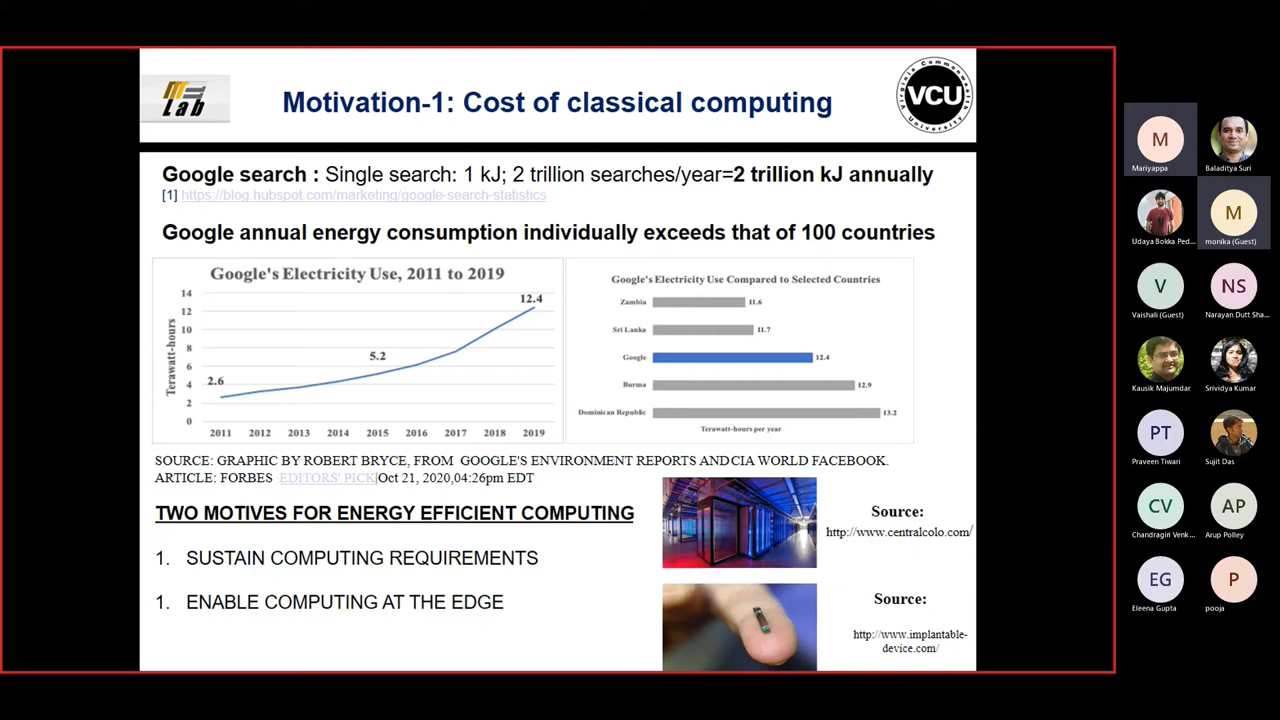 M Lab
Motivation-1: Cost of classical computing
Virginia Commonwealth University
VCU
Google search : Single search: 1 kJ; 2 trillion searches/year=2 trillion kJ annually
[1] https://blog.hubspot.com/marketing/google-search-statistics
Google annual energy consumption individually exceeds that of 100 countries
Google's Electricity Use, 2011 to 2019
Terawatt-hours
14
12
10
8
6
4
2
0
2.6
5.2
12.4
2011 2012 2013 2014 2015 2016 2017 2018 2019
Google's Electricity Use Compared to Selected Countries
Zambia 11.6
Sri Lanka 11.7
Google 12.4
Burma 12.9
Dominican Republic 13.2
Terawatt-hours per year
SOURCE: GRAPHIC BY ROBERT BRYCE, FROM GOOGLE'S ENVIRONMENT REPORTS AND CIA WORLD FACEBOOK.
ARTICLE: FORBES EDITORS' PICK|Oct 21, 2020,04:26pm EDT
TWO MOTIVES FOR ENERGY EFFICIENT COMPUTING
1. SUSTAIN COMPUTING REQUIREMENTS
1. ENABLE COMPUTING AT THE EDGE
Source:
http://www.centralcolo.com/
Source:
http://www.implantable-
device.com/
M
Mariyappa
Baladitya Suri
Udaya Bokka Ped...
M
monika (Guest)
V
Vaishali (Guest)
NS
Narayan Dutt Sha...
Kausik Majumdar
Srividya Kumar
PT
Praveen Tiwari
Sujit Das
CV
Chandragiri Venk...
AP
Arup Polley
EG
Eleena Gupta
P
pooja